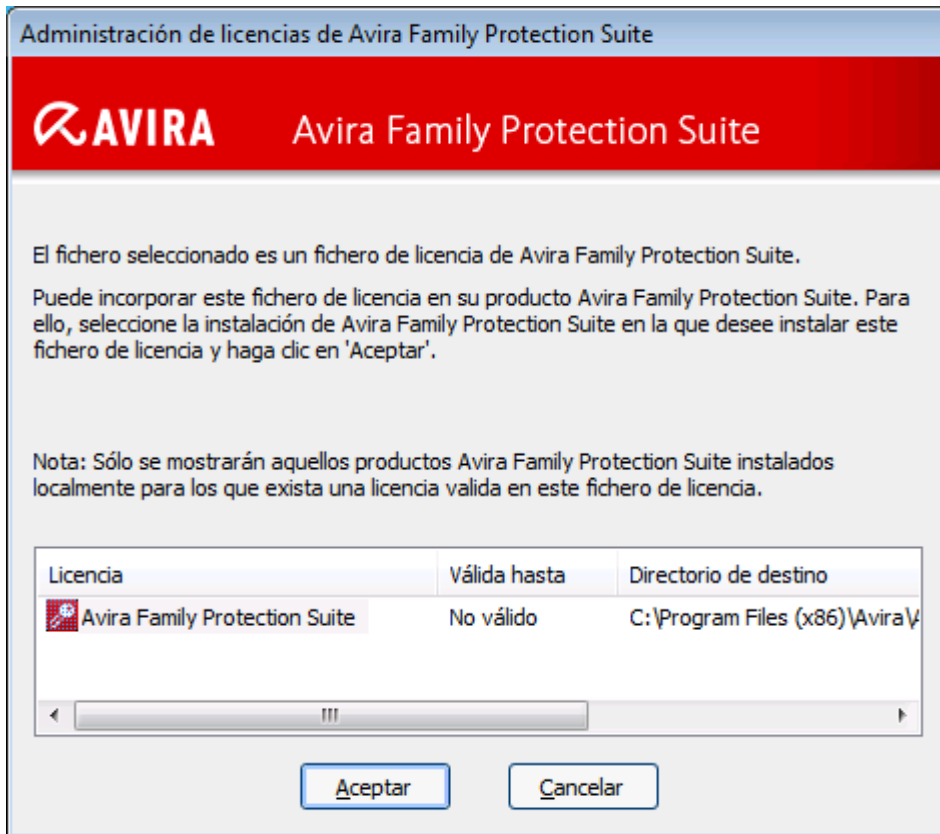 Administración de licencias de Avira Family Protection Suite
AVIRA Avira Family Protection Suite
El fichero seleccionado es un fichero de licencia de Avira Family Protection Suite.
Puede incorporar este fichero de licencia en su producto Avira Family Protection Suite. Para
ello, seleccione la instalación de Avira Family Protection Suite en la que desee instalar este
fichero de licencia y haga clic en 'Aceptar'.
Nota: Sólo se mostrarán aquellos productos Avira Family Protection Suite instalados
localmente para los que exista una licencia valida en este fichero de licencia.
Licencia Válida hasta Directorio de destino
Avira Family Protection Suite No válido C:\Program Files (x86)\Avira\A
Aceptar Cancelar